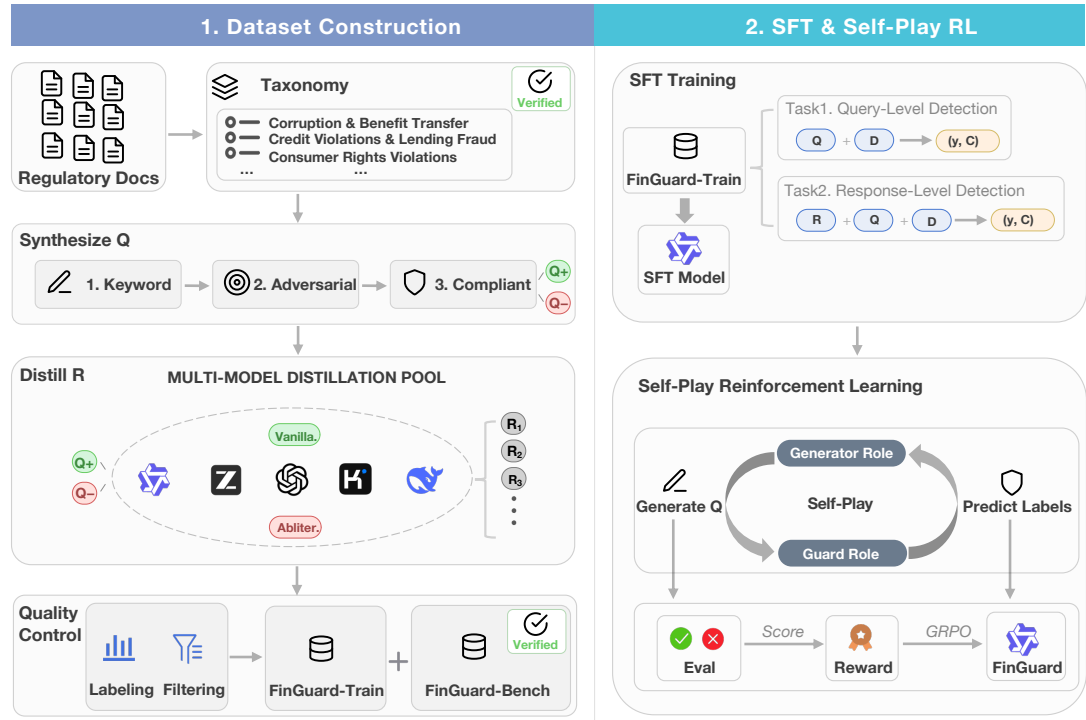 1. Dataset Construction
Regulatory Docs
Taxonomy
Verified
Corruption & Benefit Transfer
Credit Violations & Lending Fraud
Consumer Rights Violations
... ...
Synthesize Q
1. Keyword
2. Adversarial
3. Compliant
Q+
Q−
Distill R
MULTI-MODEL DISTILLATION POOL
Q+
Q−
Vanilla.
Abliter.
R1
R2
R3
Quality
Control
Labeling
Filtering
FinGuard-Train
+
FinGuard-Bench
Verified
2. SFT & Self-Play RL
SFT Training
FinGuard-Train
SFT Model
Task1. Query-Level Detection
Q + D (y, C)
Task2. Response-Level Detection
R + Q + D (y, C)
Self-Play Reinforcement Learning
Generator Role
Generate Q
Self-Play
Predict Labels
Guard Role
Eval
Score
Reward
GRPO
FinGuard